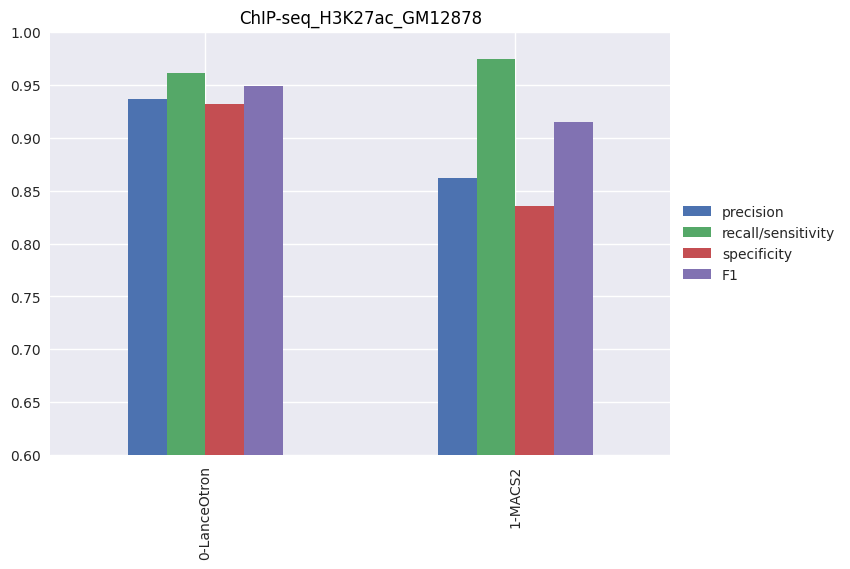 ChIP-seq_H3K27ac_GM12878
1.00
0.95
0.90
0.85
0.80
0.75
0.70
0.65
0.60
precision
recall/sensitivity
specificity
F1
0-LanceOtron
1-MACS2